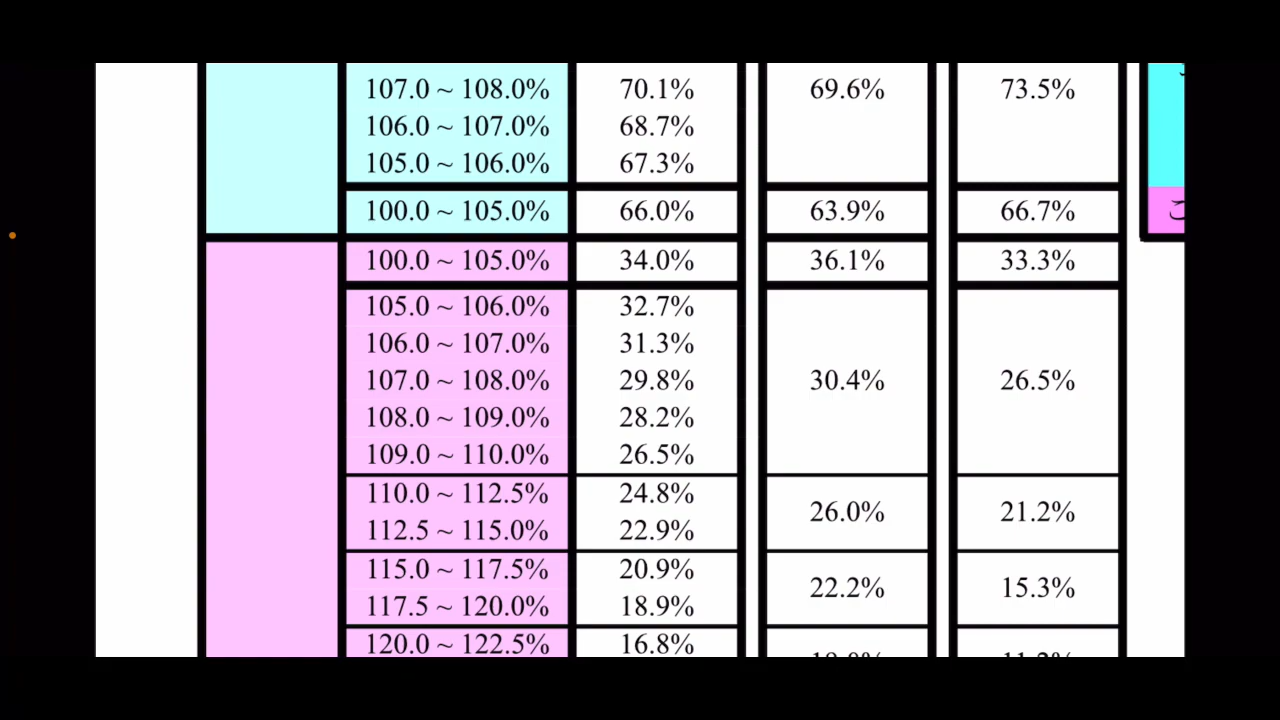 107.0 ~ 108.0% 70.1% 69.6% 73.5%
106.0 ~ 107.0% 68.7%
105.0 ~ 106.0% 67.3%
100.0 ~ 105.0% 66.0% 63.9% 66.7%
100.0 ~ 105.0% 34.0% 36.1% 33.3%
105.0 ~ 106.0% 32.7%
106.0 ~ 107.0% 31.3%
107.0 ~ 108.0% 29.8% 30.4% 26.5%
108.0 ~ 109.0% 28.2%
109.0 ~ 110.0% 26.5%
110.0 ~ 112.5% 24.8%
26.0% 21.2%
112.5 ~ 115.0% 22.9%
115.0 ~ 117.5% 20.9%
22.2% 15.3%
117.5 ~ 120.0% 18.9%
120.0 ~ 122.5% 16.8%